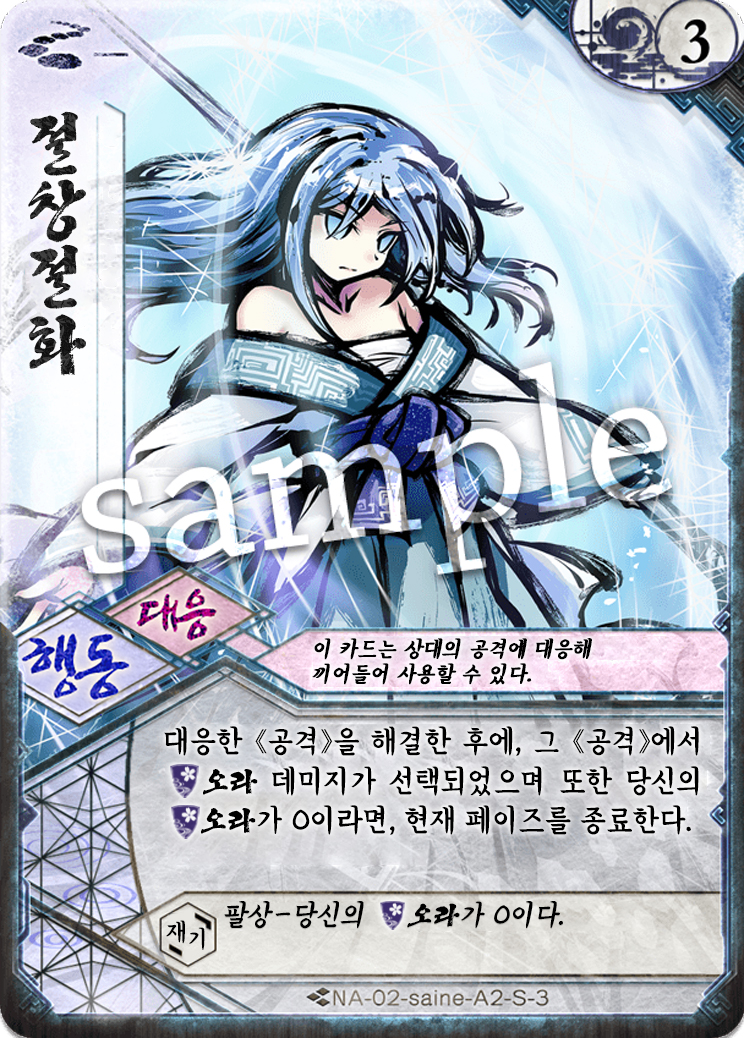 3
절창절화
sample
대응
행동
이 카드는 상대의 공격에 대응해
끼어들어 사용할 수 있다.
대응한 《공격》을 해결한 후에, 그 《공격》에서
오라 데미지가 선택되었으며 또한 당신의
오라가 0이라면, 현재 페이즈를 종료한다.
재기
팔상-당신의 오라가 0이다.
NA-02-saine-A2-S-3